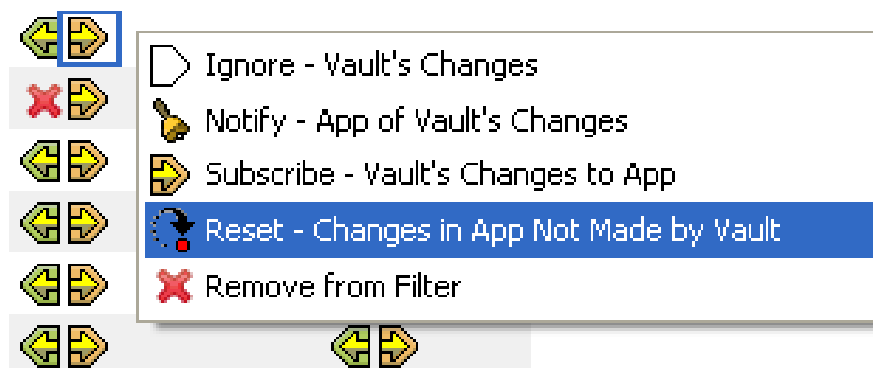 Ignore - Vault's Changes
Notify - App of Vault's Changes
Subscribe - Vault's Changes to App
Reset - Changes in App Not Made by Vault
Remove from Filter